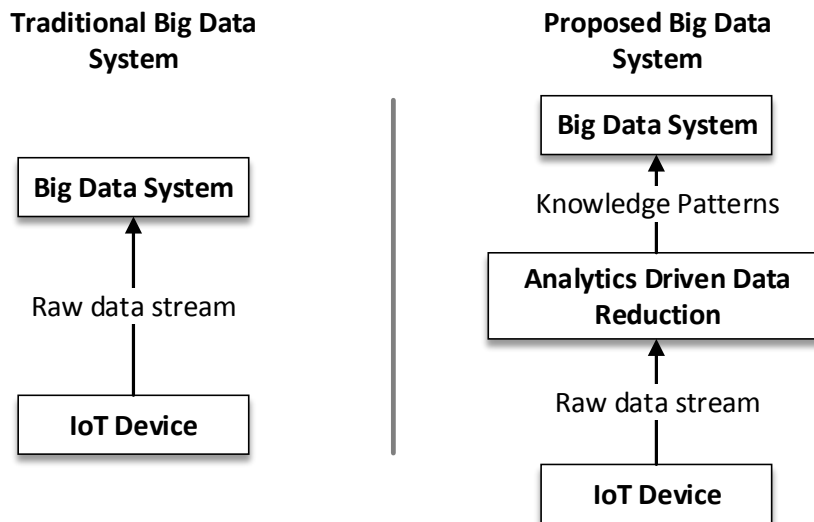 Traditional Big Data
System
Big Data System
Raw data stream
IoT Device
Proposed Big Data
System
Big Data System
Knowledge Patterns
Analytics Driven Data
Reduction
Raw data stream
IoT Device